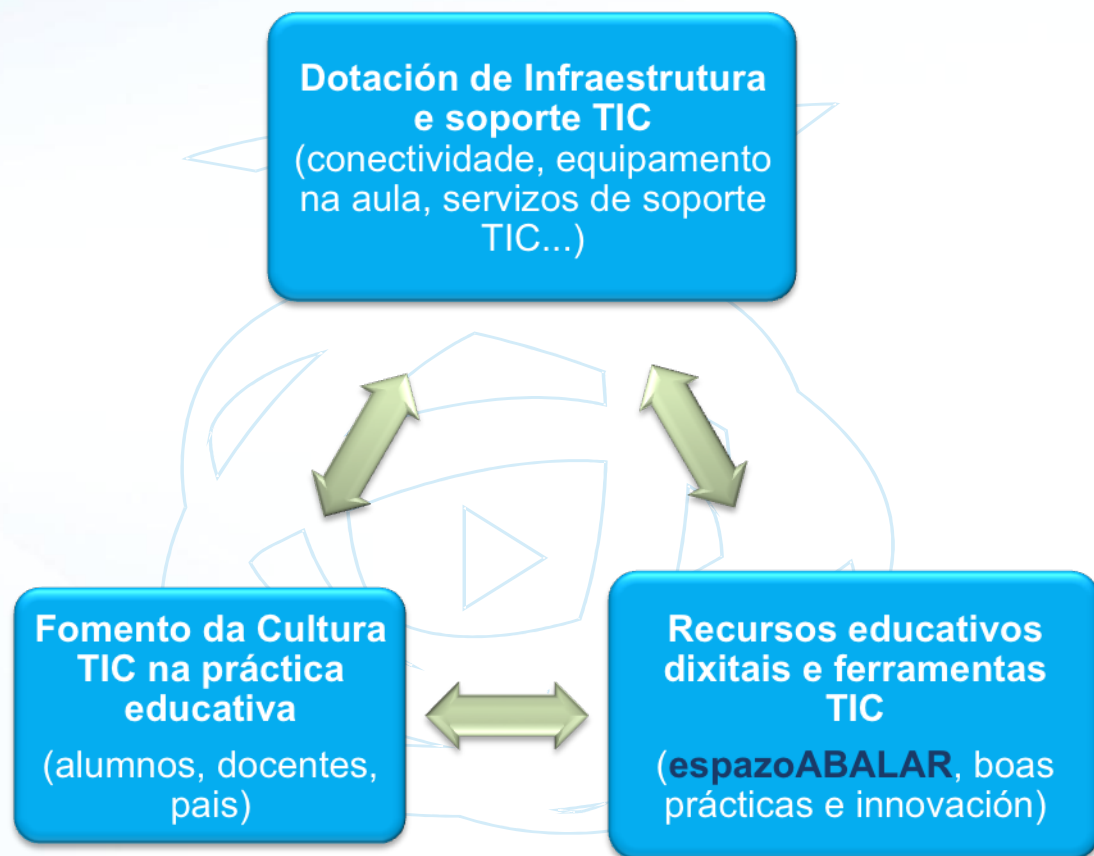 Dotación de Infraestrutura
e soporte TIC
(conectividade, equipamento
na aula, servizos de soporte
TIC...)
Fomento da Cultura
TIC na práctica
educativa
(alumnos, docentes,
pais)
Recursos educativos
dixitais e ferramentas
TIC
(espazoABALAR, boas
prácticas e innovación)